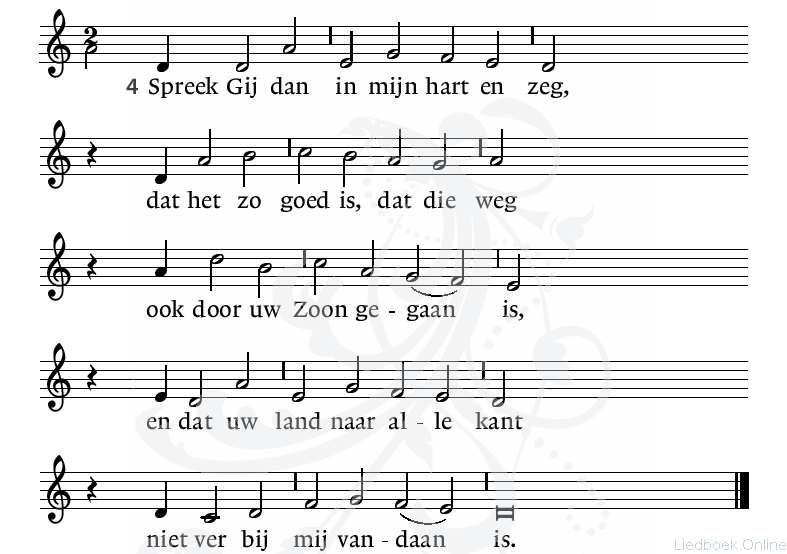 2
4 Spreek Gij dan in mijn hart en zeg,
dat het zo goed is, dat die weg
ook door uw Zoon ge - gaan is,
en dat uw land naar al - le kant
niet ver bij mij van - daan is.
Liedboek Online